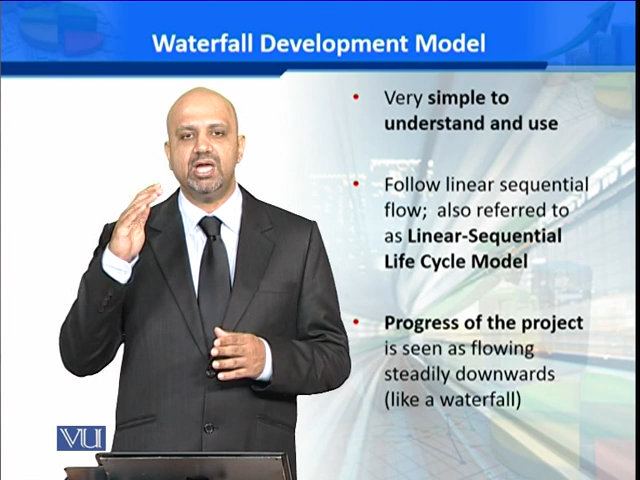 Waterfall Development Model
• Very simple to
understand and use
• Follow linear sequential
flow; also referred to
as Linear-Sequential
Life Cycle Model
• Progress of the project
is seen as flowing
steadily downwards
(like a waterfall)
VU